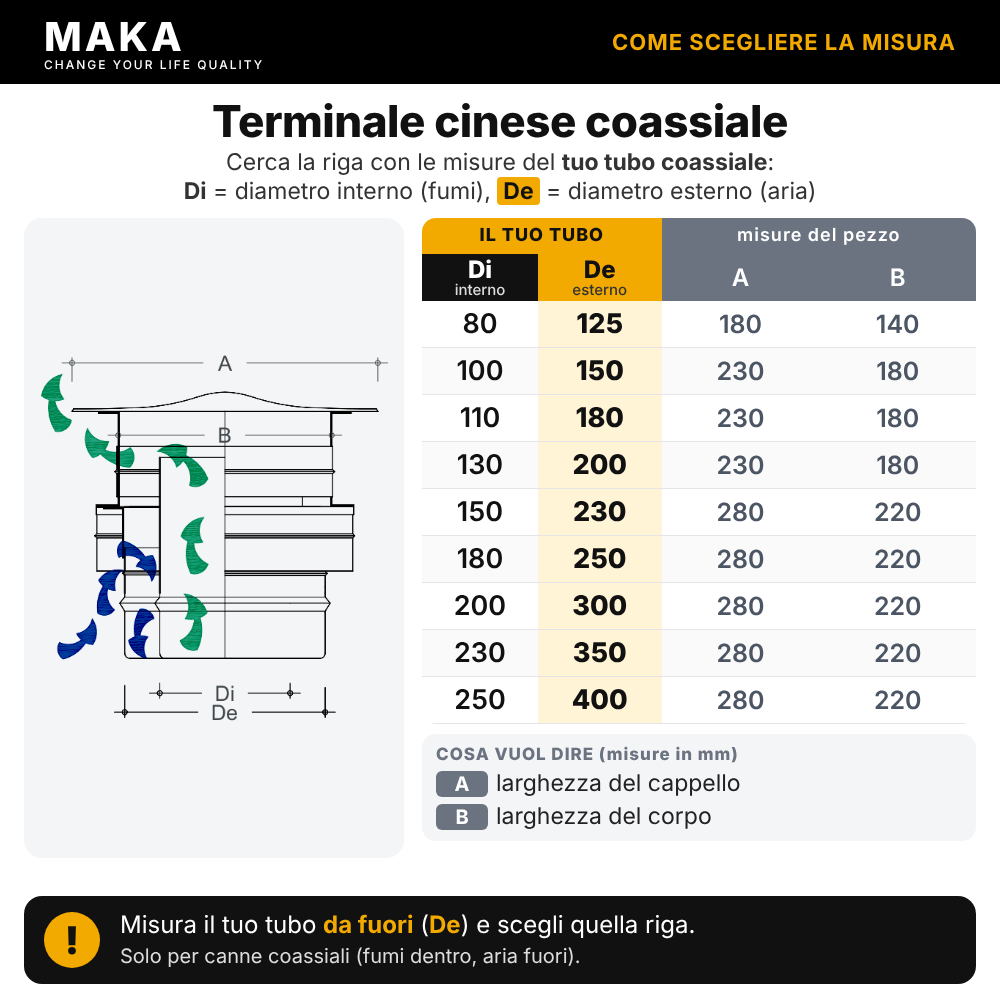 MAKA
CHANGE YOUR LIFE QUALITY
COME SCEGLIERE LA MISURA
Terminale cinese coassiale
Cerca la riga con le misure del tuo tubo coassiale:
Di = diametro interno (fumi), De = diametro esterno (aria)
A
B
Di
De
IL TUO TUBO misure del pezzo
Di De A B
interno esterno
80 125 180 140
100 150 230 180
110 180 230 180
130 200 230 180
150 230 280 220
180 250 280 220
200 300 280 220
230 350 280 220
250 400 280 220
COSA VUOL DIRE (misure in mm)
A larghezza del cappello
B larghezza del corpo
! Misura il tuo tubo da fuori (De) e scegli quella riga.
Solo per canne coassiali (fumi dentro, aria fuori).